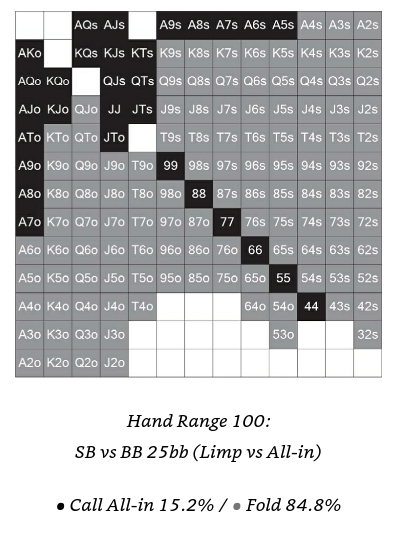 AQs AJs A9s A8s A7s A6s A5s A4s A3s A2s
AKo KQs KJs KTs K9s K8s K7s K6s K5s K4s K3s K2s
AQo KQo QJs QTs Q9s Q8s Q7s Q6s Q5s Q4s Q3s Q2s
AJo KJo QJo JJ JTs J9s J8s J7s J6s J5s J4s J3s J2s
ATo KTo QTo JTo T9s T8s T7s T6s T5s T4s T3s T2s
A9o K9o Q9o J9o T9o 99 98s 97s 96s 95s 94s 93s 92s
A8o K8o Q8o J8o T8o 98o 88 87s 86s 85s 84s 83s 82s
A7o K7o Q7o J7o T7o 97o 87o 77 76s 75s 74s 73s 72s
A6o K6o Q6o J6o T6o 96o 86o 76o 66 65s 64s 63s 62s
A5o K5o Q5o J5o T5o 95o 85o 75o 65o 55 54s 53s 52s
A4o K4o Q4o J4o T4o 64o 54o 44 43s 42s
A3o K3o Q3o J3o 53o 32s
A2o K2o Q2o J2o
Hand Range 100:
SB vs BB 25bb (Limp vs All-in)
• Call All-in 15.2% / • Fold 84.8%